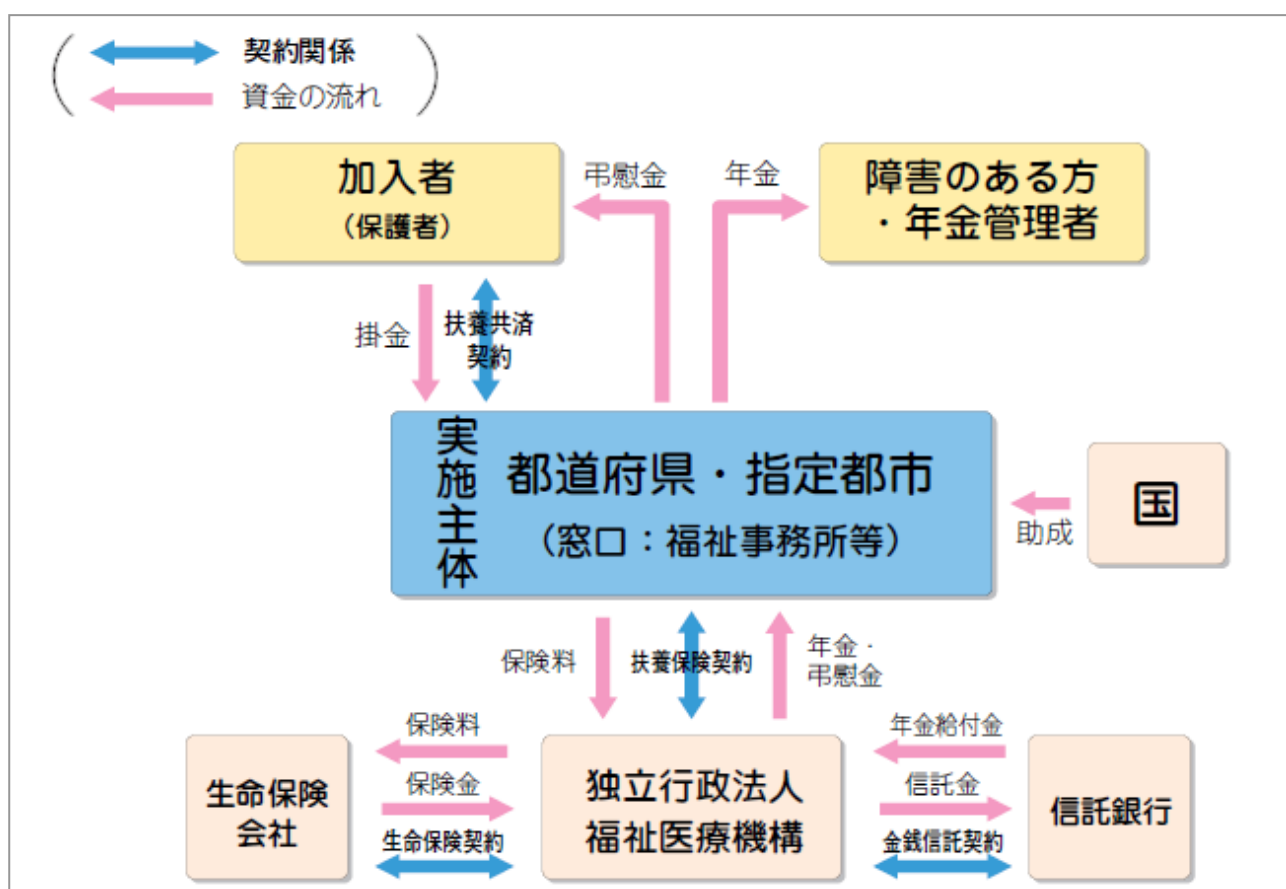 契約関係
資金の流れ
加入者
（保護者）
弔慰金
年金
障害のある方
・年金管理者
掛金
扶養共済
契約
実施主体
都道府県・指定都市
（窓口：福祉事務所等）
国
助成
保険料
扶養保険契約
年金・
弔慰金
保険料
保険金
生命保険契約
生命保険
会社
独立行政法人
福祉医療機構
年金給付金
信託金
金銭信託契約
信託銀行